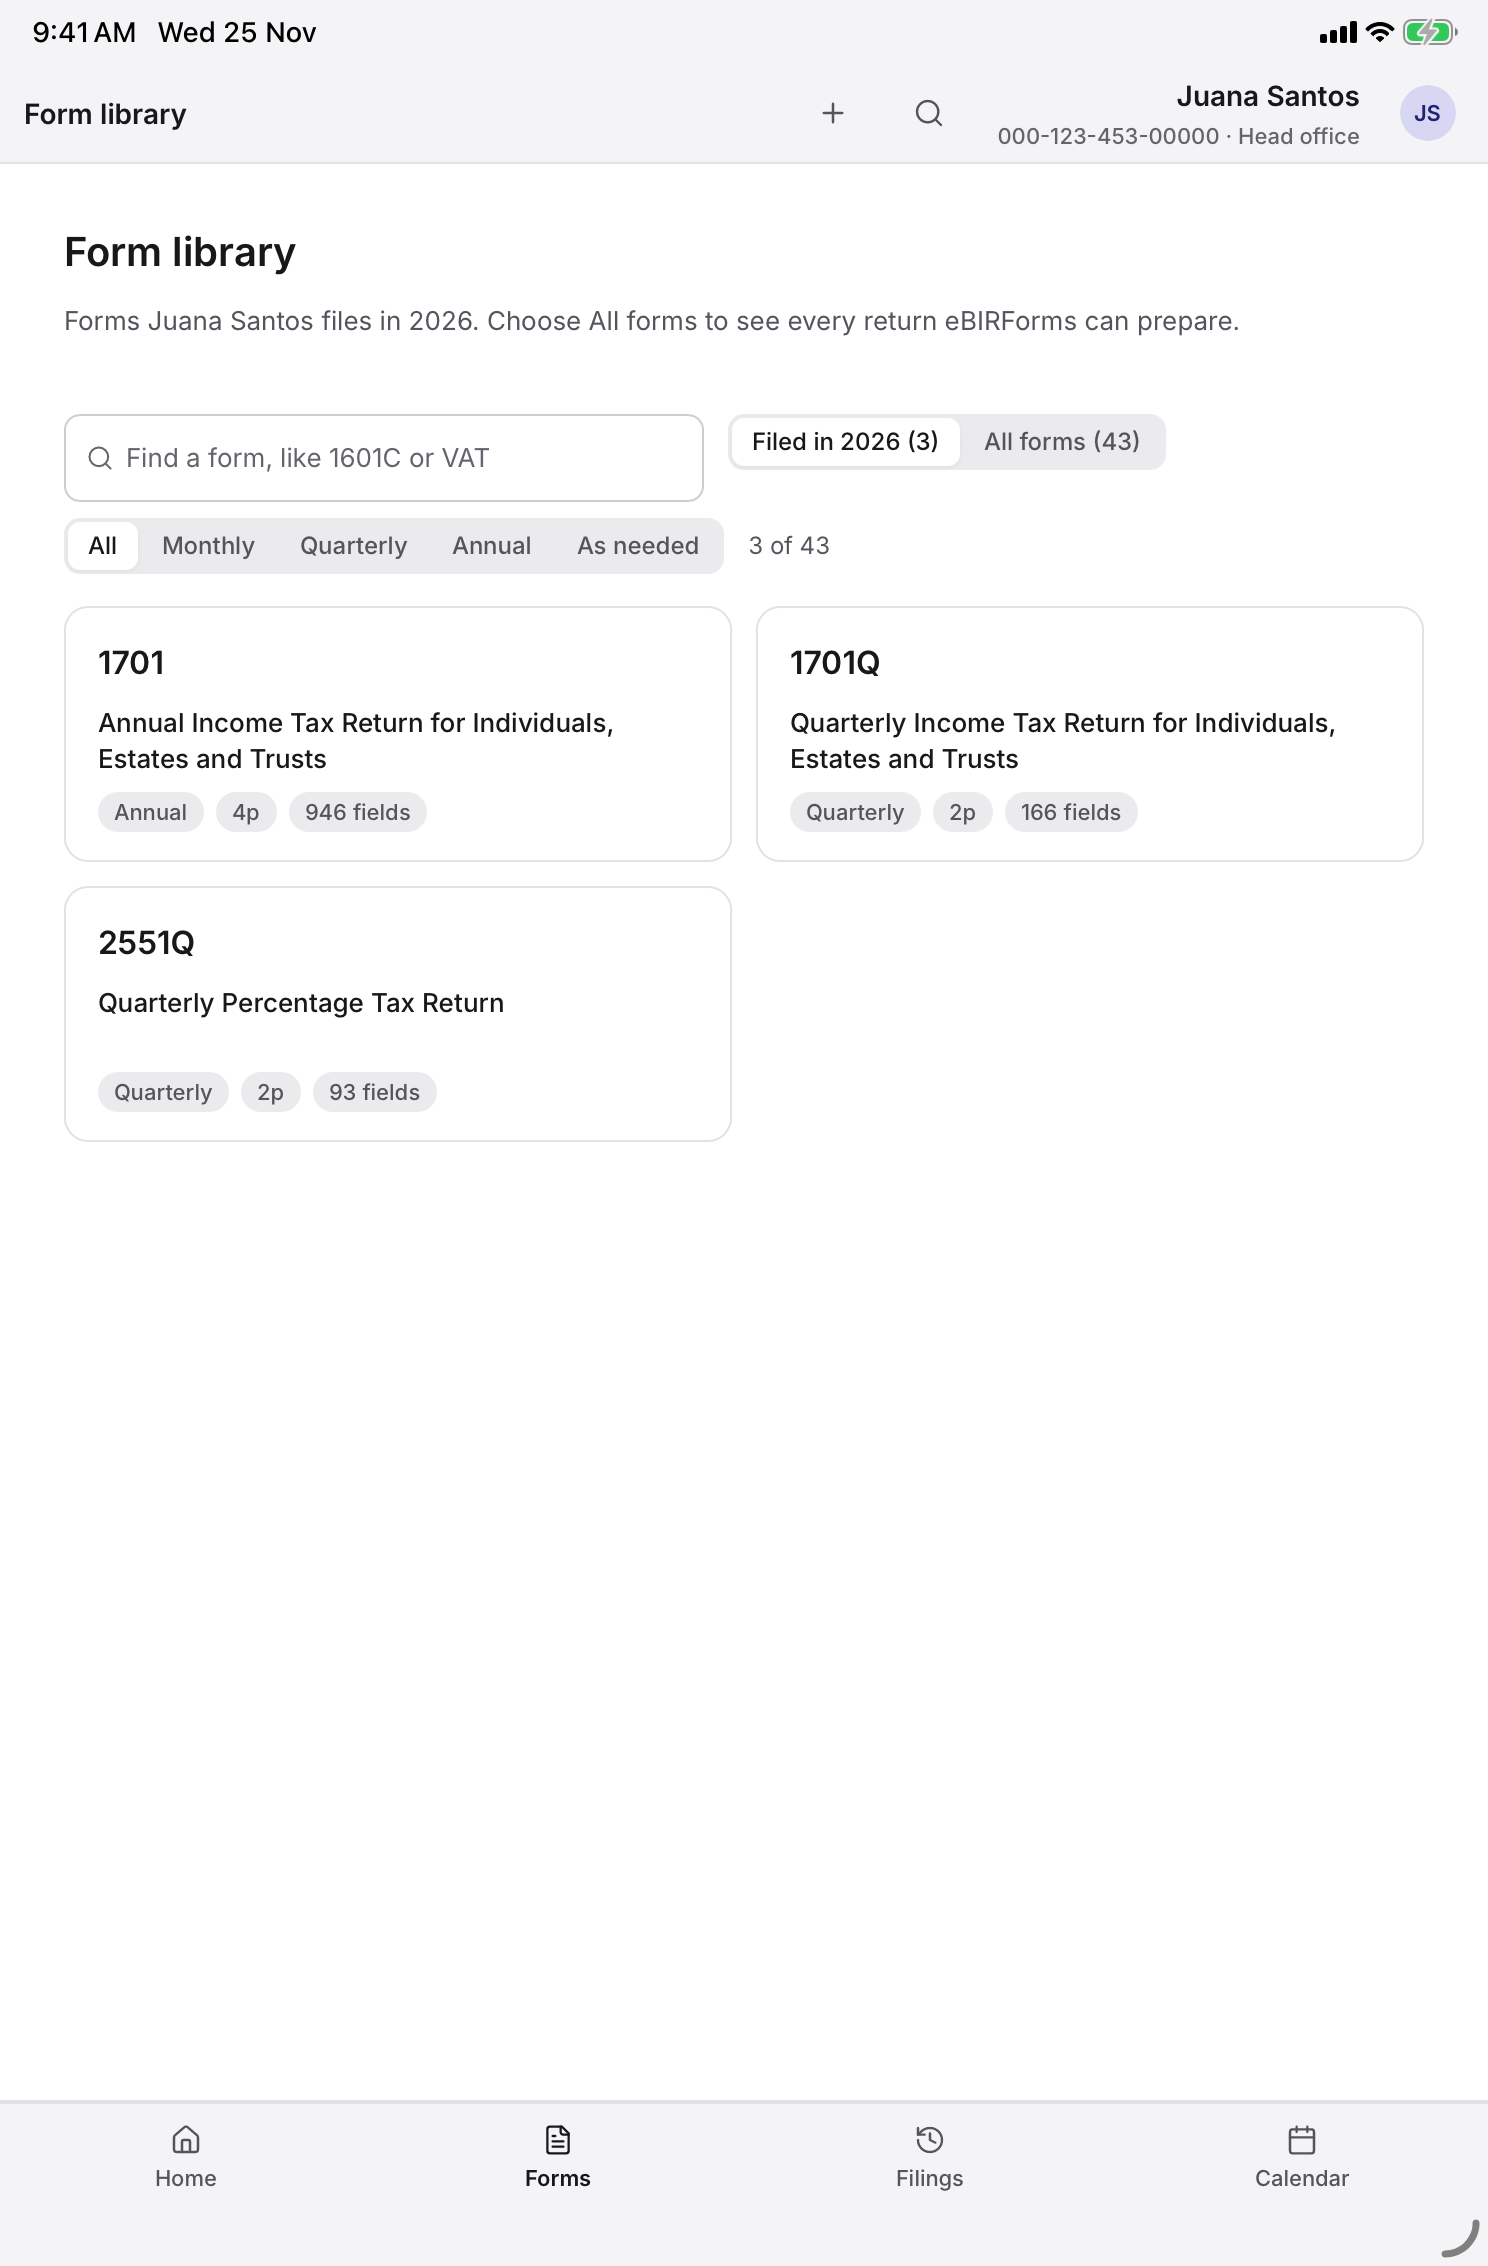 9:41 AM Wed 25 Nov
Form library
Juana Santos
000-123-453-00000 · Head office
JS
Form library
Forms Juana Santos files in 2026. Choose All forms to see every return eBIRForms can prepare.
Find a form, like 1601C or VAT
Filed in 2026 (3)
All forms (43)
All
Monthly
Quarterly
Annual
As needed
3 of 43
1701
Annual Income Tax Return for Individuals,
Estates and Trusts
Annual
4p
946 fields
1701Q
Quarterly Income Tax Return for Individuals,
Estates and Trusts
Quarterly
2p
166 fields
2551Q
Quarterly Percentage Tax Return
Quarterly
2p
93 fields
Home
Forms
Filings
Calendar